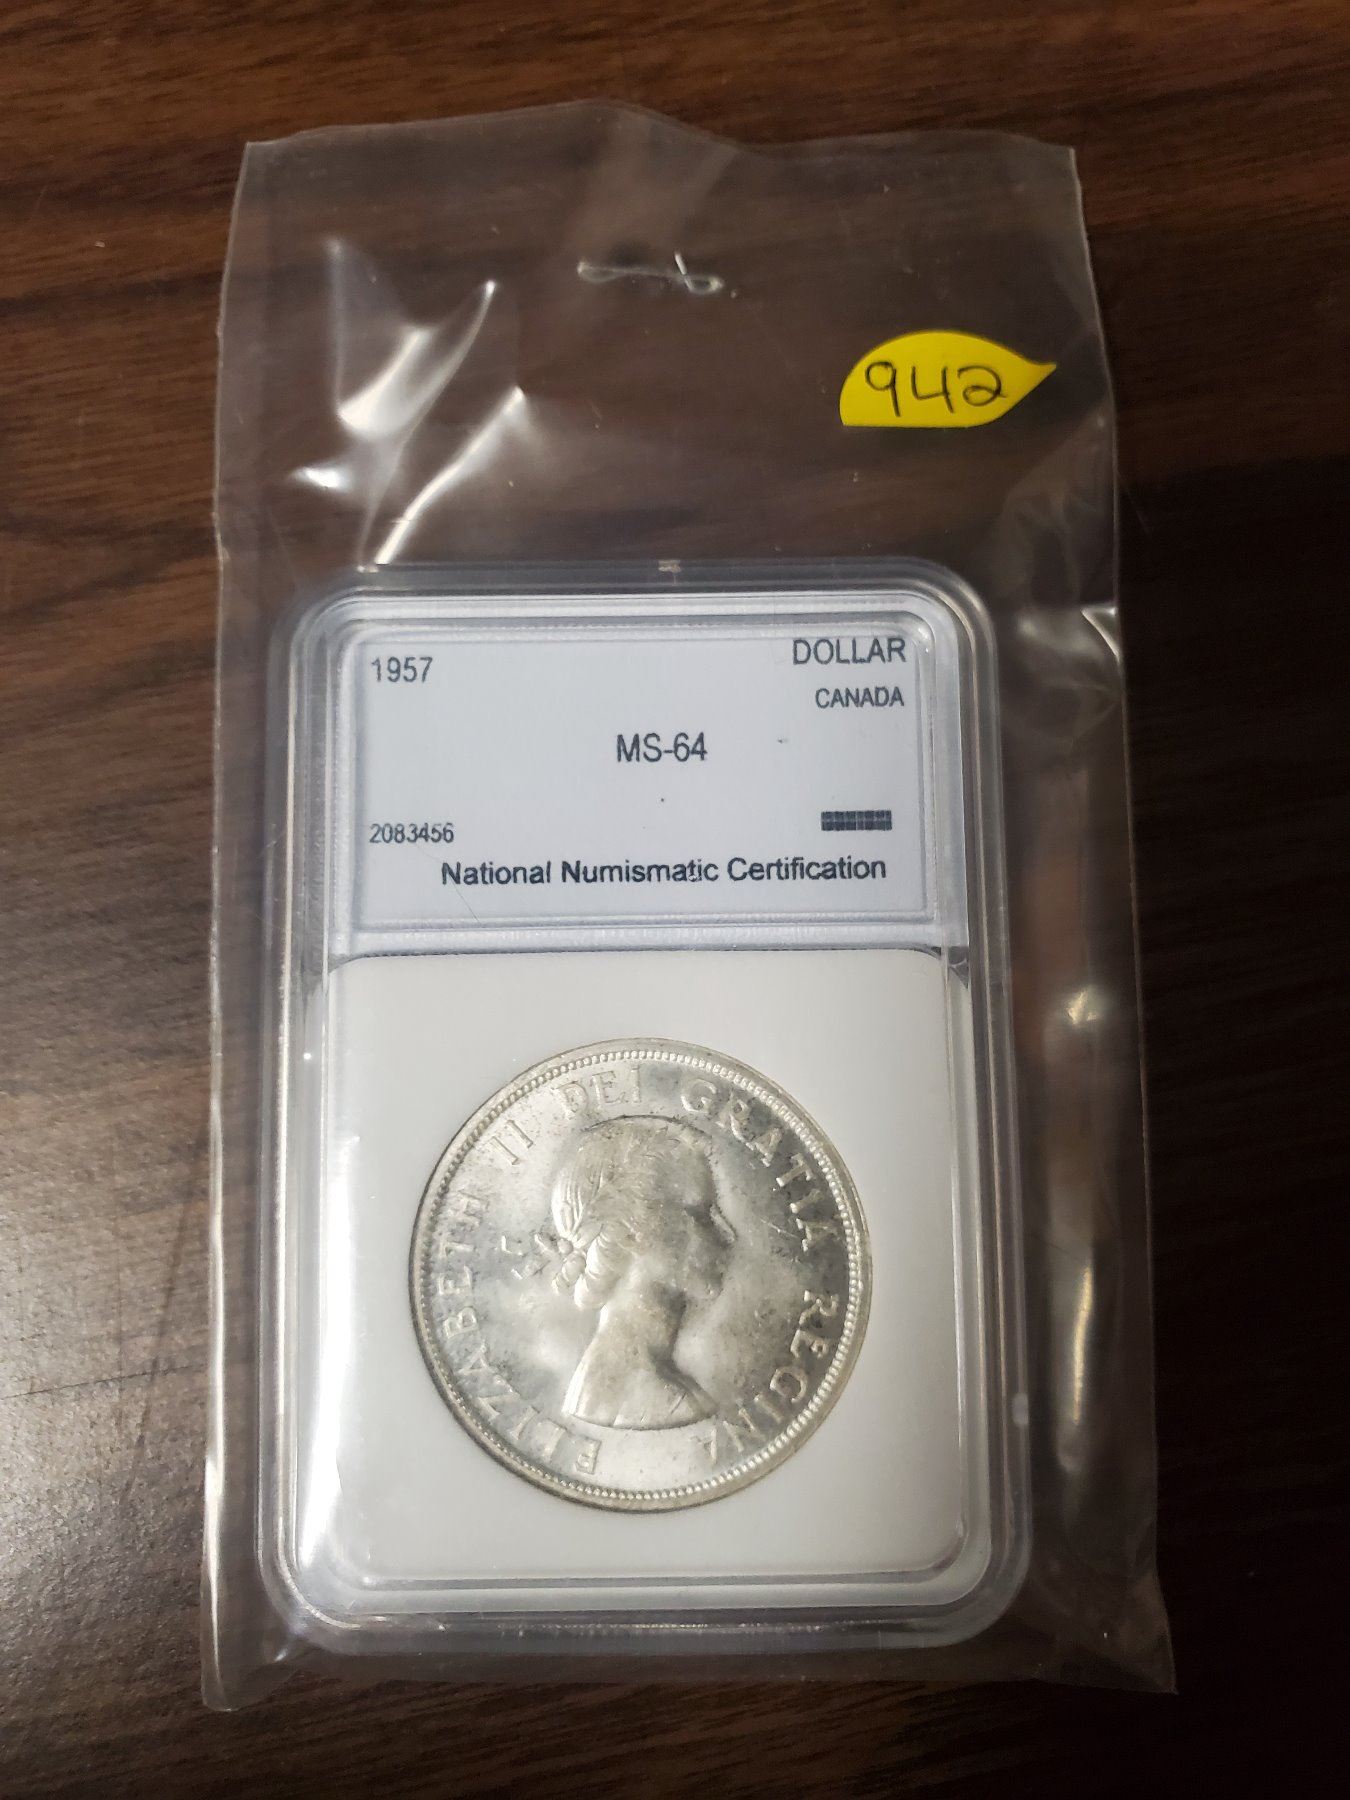 942
1957
DOLLAR
CANADA
MS-64
2083456
National Numismatic Certification
ELIZABETH II DEI GRATIA REGINA